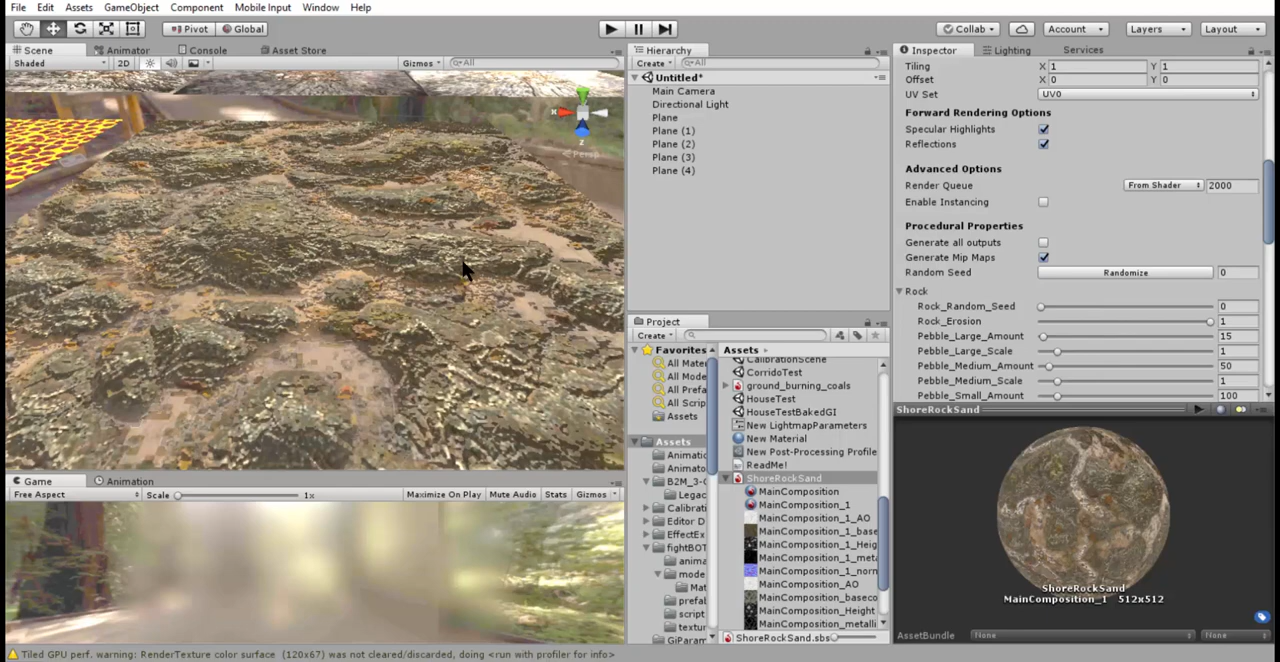 File Edit Assets GameObject Component Mobile Input Window Help
Pivot Global Collab Account Layers Layout
Scene Animator Console Asset Store
Shaded 2D Gizmos All
X Z Persp
Hierarchy
Create All
Untitled*
Main Camera
Directional Light
Plane
Plane (1)
Plane (2)
Plane (3)
Plane (4)
Project
Create
Favorites
All Mate
All Mode
All Prefa
All Scrip
Assets
Assets
Animatic
Animato
B2M_3-(
Legac
Calibrati
Editor D
EffectEx
fightBOT
anima
mode
Mat
prefal
script
textur
GiParam
Assets
CalibrationScene
CorridoTest
ground_burning_coals
HouseTest
HouseTestBakedGI
New LightmapParameters
New Material
New Post-Processing Profile
ReadMe!
ShoreRockSand
MainComposition
MainComposition_1
MainComposition_1_AO
MainComposition_1_base
MainComposition_1_Heig
MainComposition_1_meta
MainComposition_1_norn
MainComposition_AO
MainComposition_baseco
MainComposition_Height
MainComposition_metalli
ShoreRockSand.sbs
Inspector Lighting Services
Tiling X 1 Y 1
Offset X 0 Y 0
UV Set UV0
Forward Rendering Options
Specular Highlights
Reflections
Advanced Options
Render Queue From Shader 2000
Enable Instancing
Procedural Properties
Generate all outputs
Generate Mip Maps
Random Seed Randomize 0
Rock
Rock_Random_Seed 0
Rock_Erosion 1
Pebble_Large_Amount 15
Pebble_Large_Scale 1
Pebble_Medium_Amount 50
Pebble_Medium_Scale 1
Pebble_Small_Amount 100
ShoreRockSand
ShoreRockSand
MainComposition_1 512x512
AssetBundle None None
Game Animation
Free Aspect Scale 1x Maximize On Play Mute Audio Stats Gizmos
Tiled GPU perf. warning: RenderTexture color surface (120x67) was not cleared/discarded, doing <run with profiler for info>